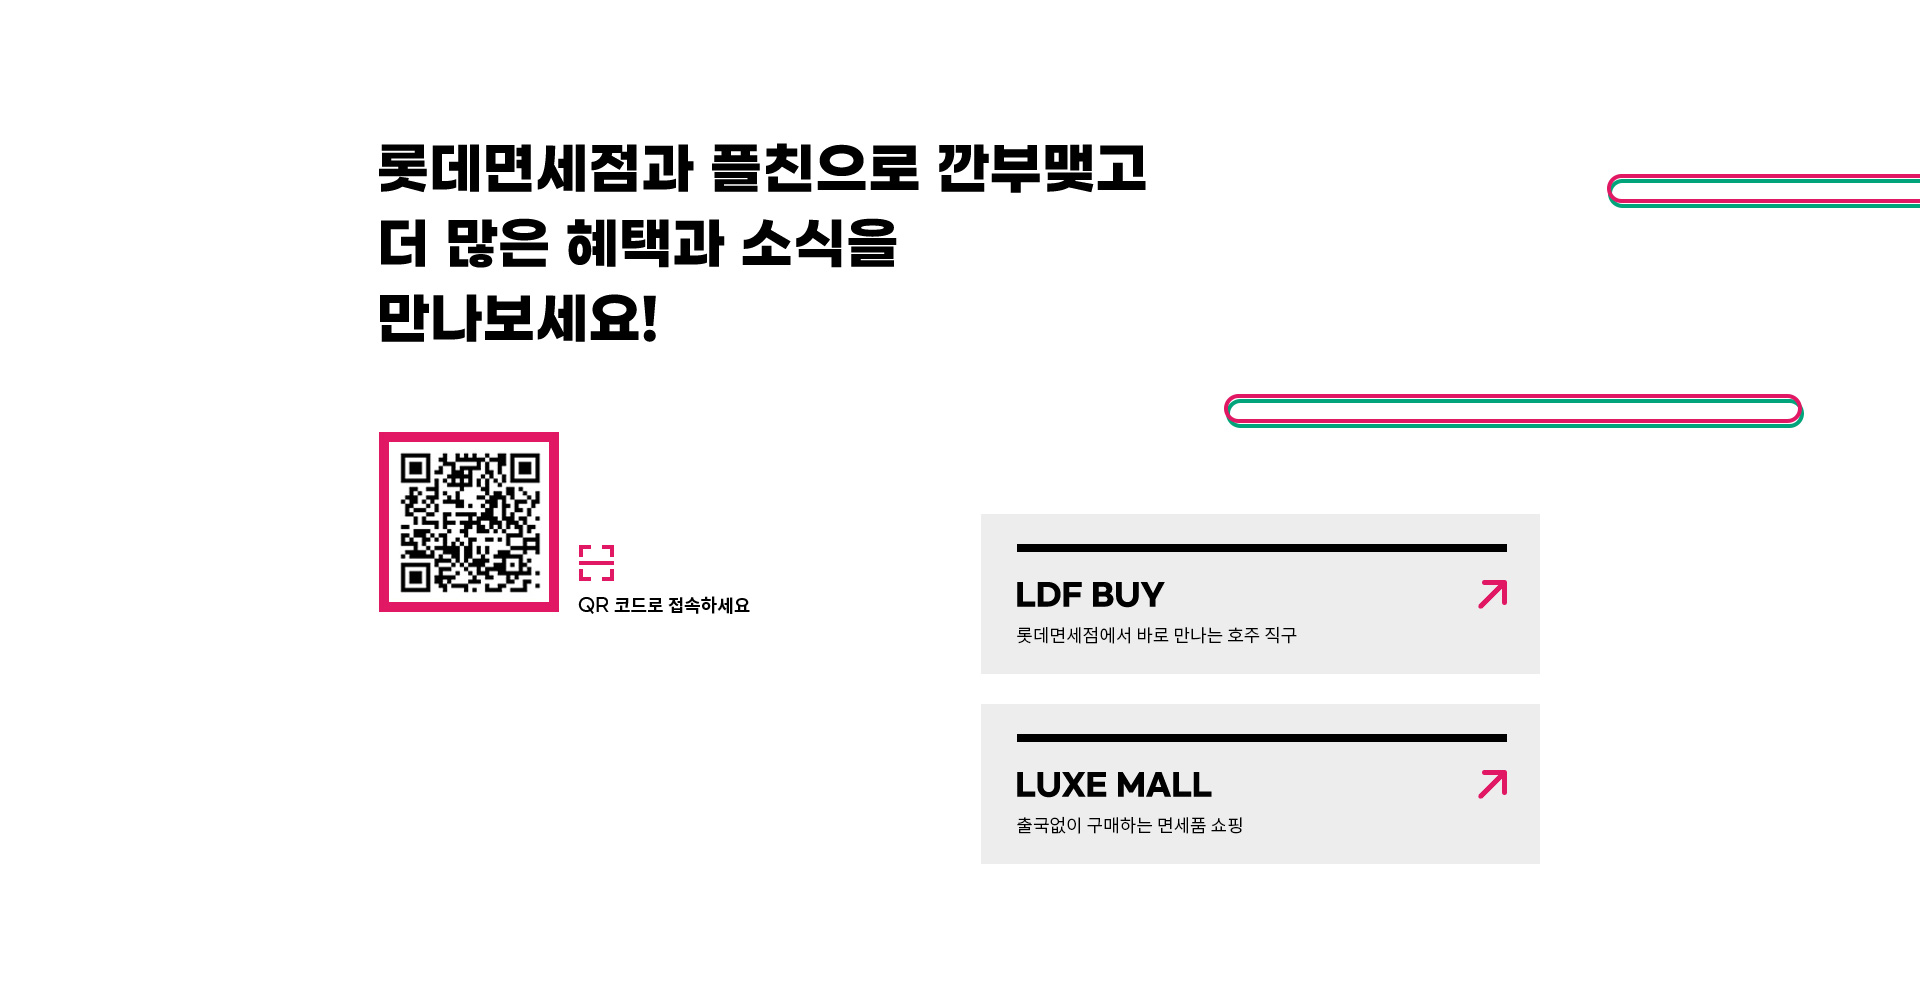 롯데면세점과 플친으로 깐부맺고
더 많은 혜택과 소식을
만나보세요!
QR 코드로 접속하세요
LDF BUY
롯데면세점에서 바로 만나는 호주 직구
LUXE MALL
출국없이 구매하는 면세품 쇼핑